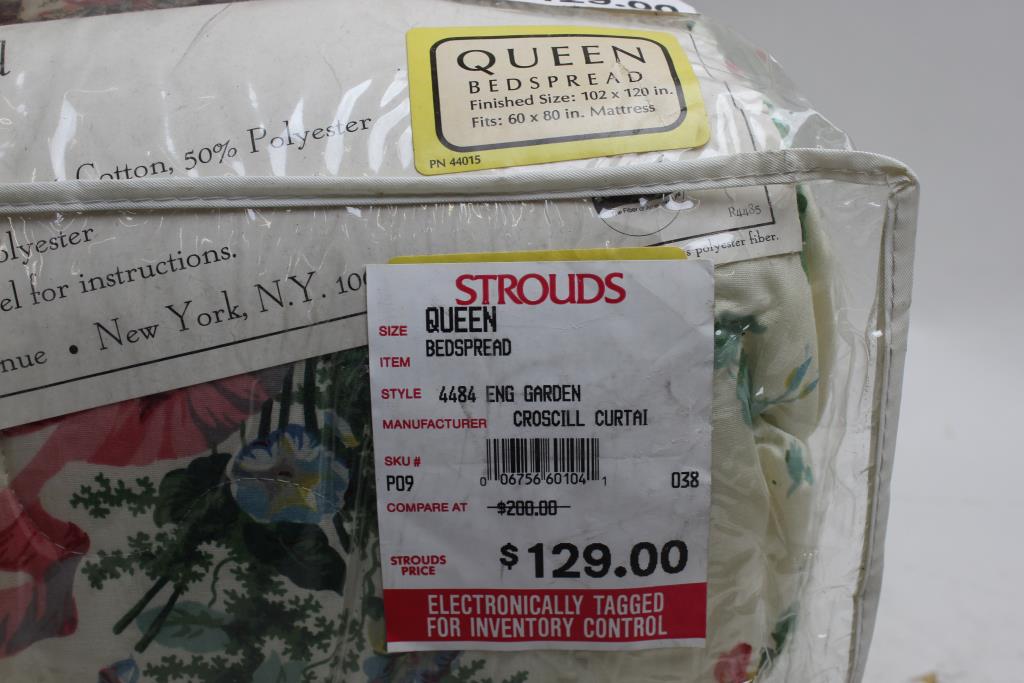 129.00
QUEEN
BEDSPREAD
Finished Size: 102 x 120 in.
Fits: 60 x 80 in. Mattress
PN 44015
Cotton, 50% Polyester
R4485
polyester fiber.
olyester
el for instructions.
nue • New York, N.Y. 100
STROUDS
SIZE QUEEN
ITEM BEDSPREAD
STYLE 4484 ENG GARDEN
MANUFACTURER CROSCILL CURTAI
SKU #
P09 0 06756 60104 1 038
COMPARE AT $200.00
STROUDS PRICE $129.00
ELECTRONICALLY TAGGED
FOR INVENTORY CONTROL